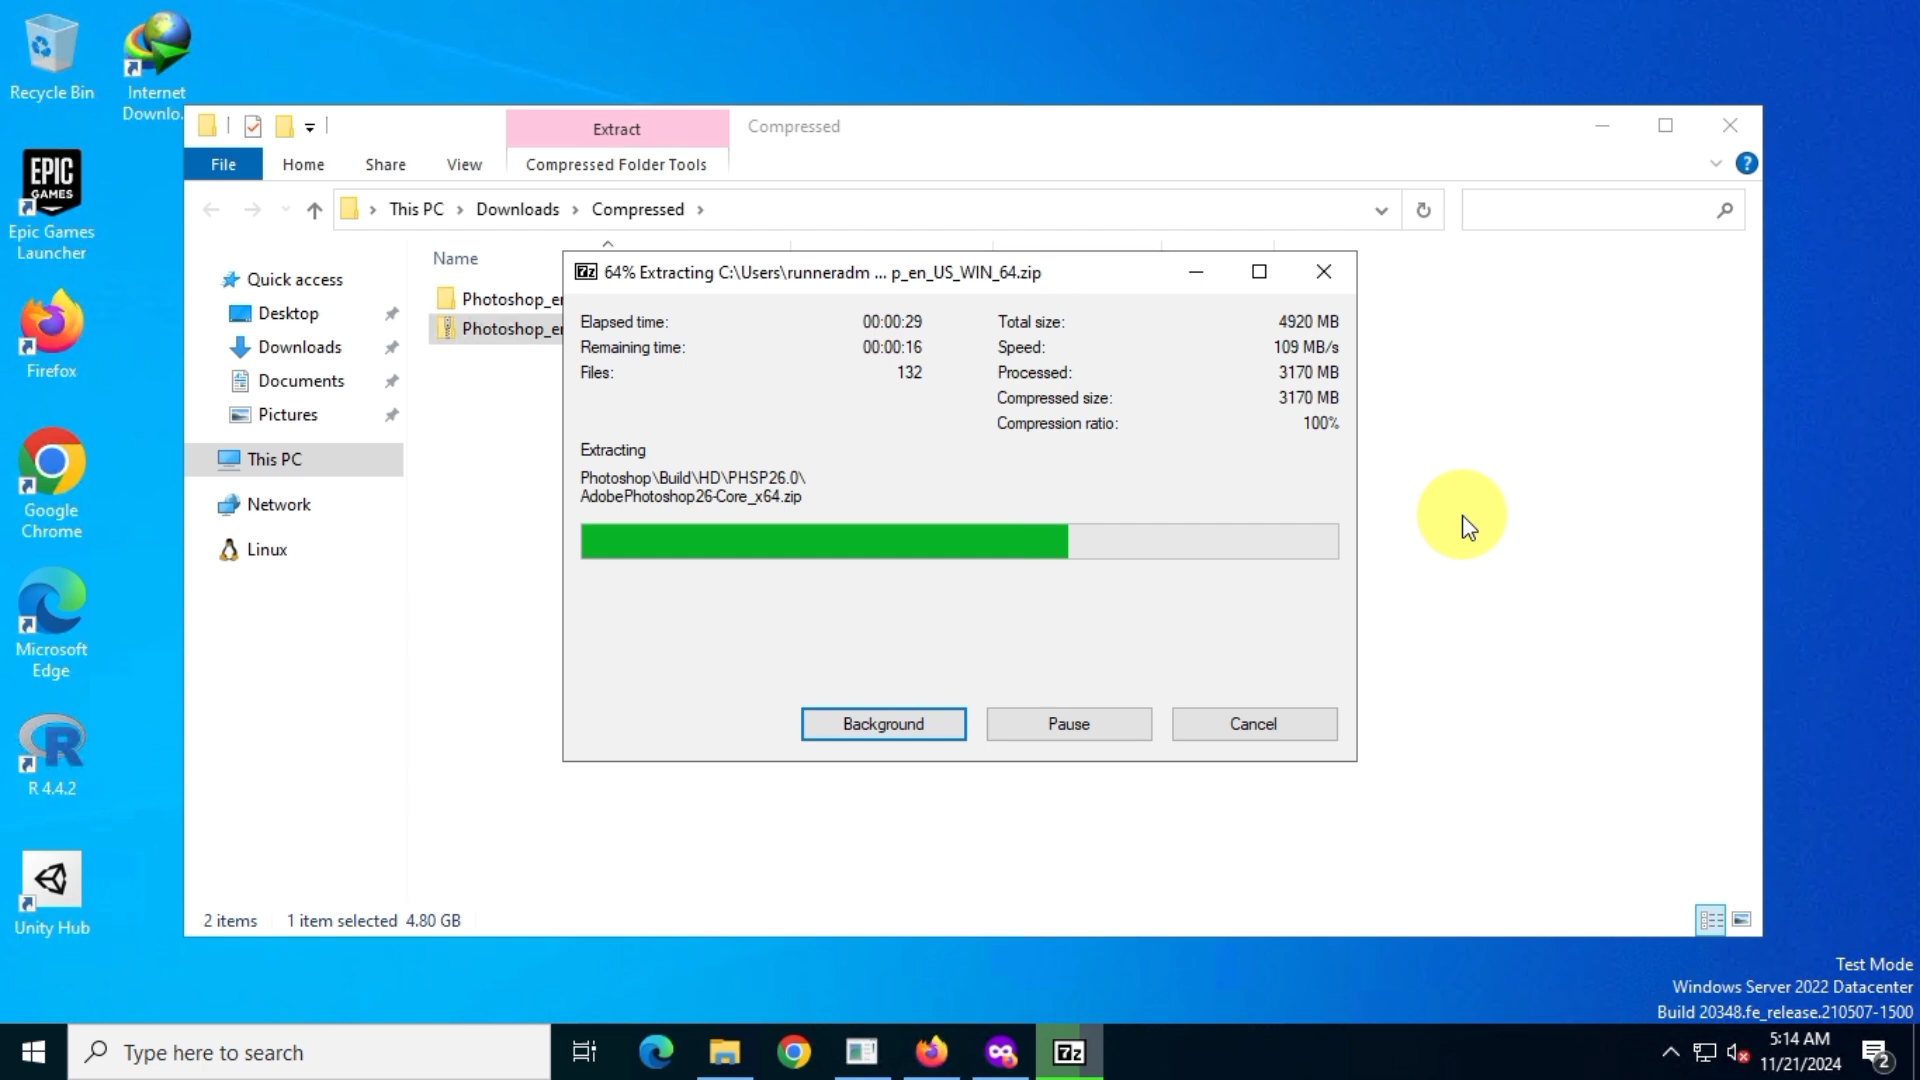 Recycle Bin
Internet
Downlo.
EPIC
GAMES
Epic Games
Launcher
Firefox
Google
Chrome
Microsoft
Edge
R 4.4.2
Unity Hub
Extract
Compressed
File
Home
Share
View
Compressed Folder Tools
This PC
Downloads
Compressed
Quick access
Desktop
Downloads
Documents
Pictures
This PC
Network
Linux
Name
Photoshop_er
Photoshop_er
7z 64% Extracting C:\Users\runneradm ... p_en_US_WIN_64.zip
Elapsed time: 00:00:29
Remaining time: 00:00:16
Files: 132
Total size: 4920 MB
Speed: 109 MB/s
Processed: 3170 MB
Compressed size: 3170 MB
Compression ratio: 100%
Extracting
Photoshop\Build\HD\PHSP26.0\
AdobePhotoshop26-Core_x64.zip
Background
Pause
Cancel
2 items
1 item selected 4.80 GB
Test Mode
Windows Server 2022 Datacenter
Build 20348.fe_release.210507-1500
Type here to search
7z
5:14 AM
11/21/2024
2